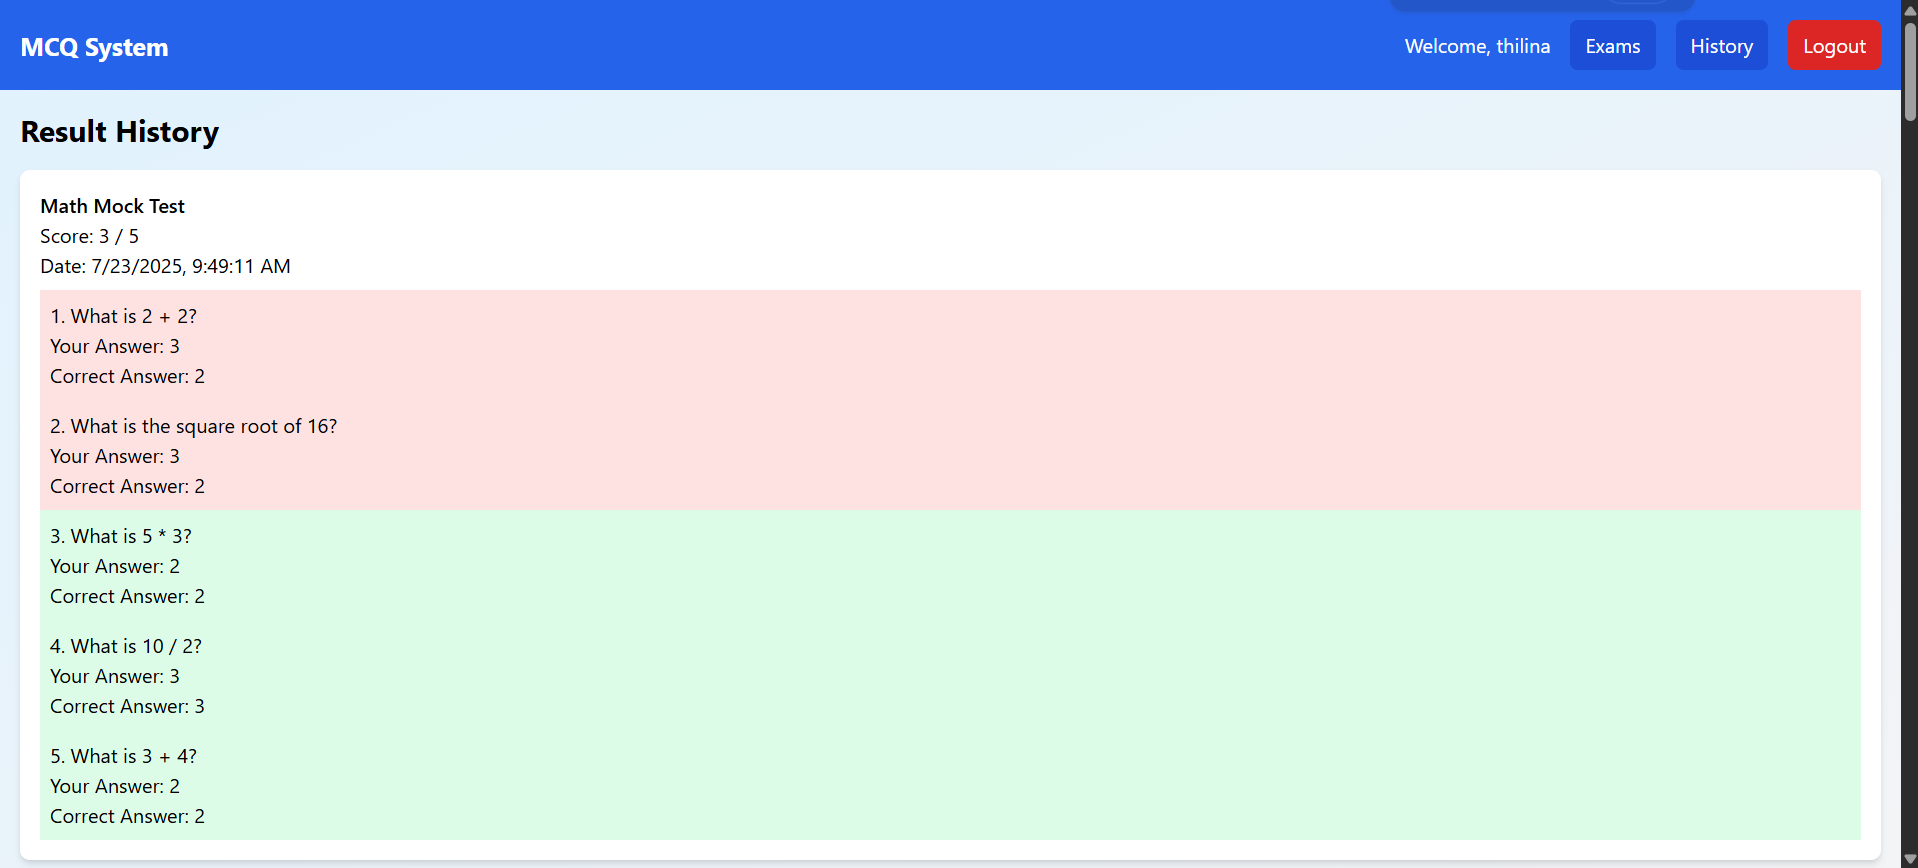 MCQ System
Welcome, thilina
Exams
History
Logout
Result History
Math Mock Test
Score: 3 / 5
Date: 7/23/2025, 9:49:11 AM
1. What is 2 + 2?
Your Answer: 3
Correct Answer: 2
2. What is the square root of 16?
Your Answer: 3
Correct Answer: 2
3. What is 5 * 3?
Your Answer: 2
Correct Answer: 2
4. What is 10 / 2?
Your Answer: 3
Correct Answer: 3
5. What is 3 + 4?
Your Answer: 2
Correct Answer: 2